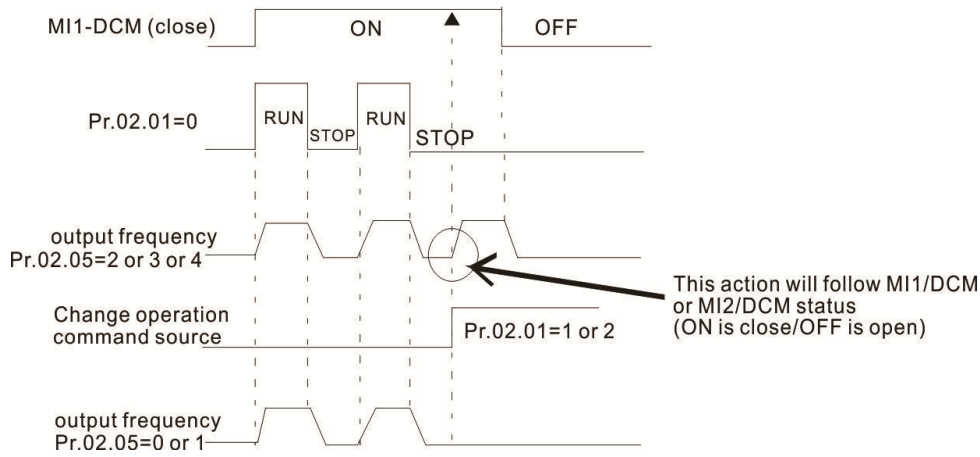 MI1-DCM (close)
ON
OFF
Pr.02.01=0
RUN
STOP
RUN
STOP
output frequency
Pr.02.05=2 or 3 or 4
This action will follow MI1/DCM
or MI2/DCM status
(ON is close/OFF is open)
Change operation
command source
Pr.02.01=1 or 2
output frequency
Pr.02.05=0 or 1